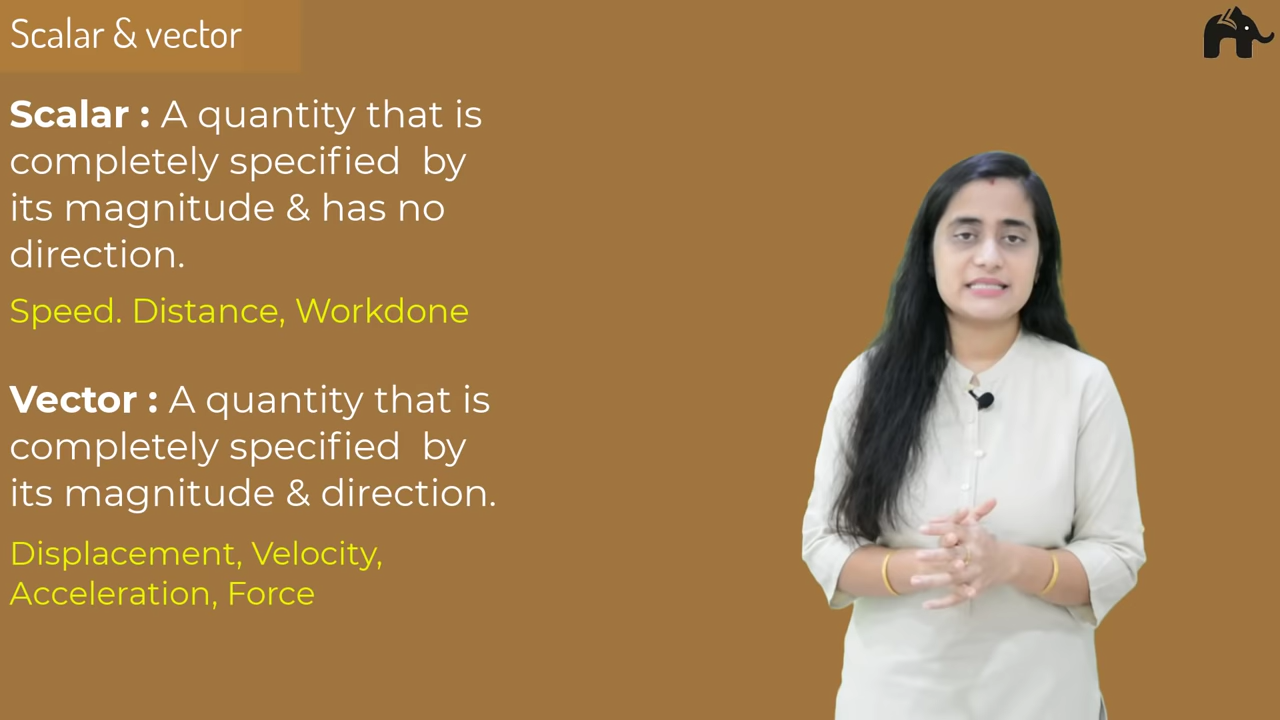 Scalar & vector
Scalar : A quantity that is
completely specified by
its magnitude & has no
direction.
Speed. Distance, Workdone
Vector : A quantity that is
completely specified by
its magnitude & direction.
Displacement, Velocity,
Acceleration, Force